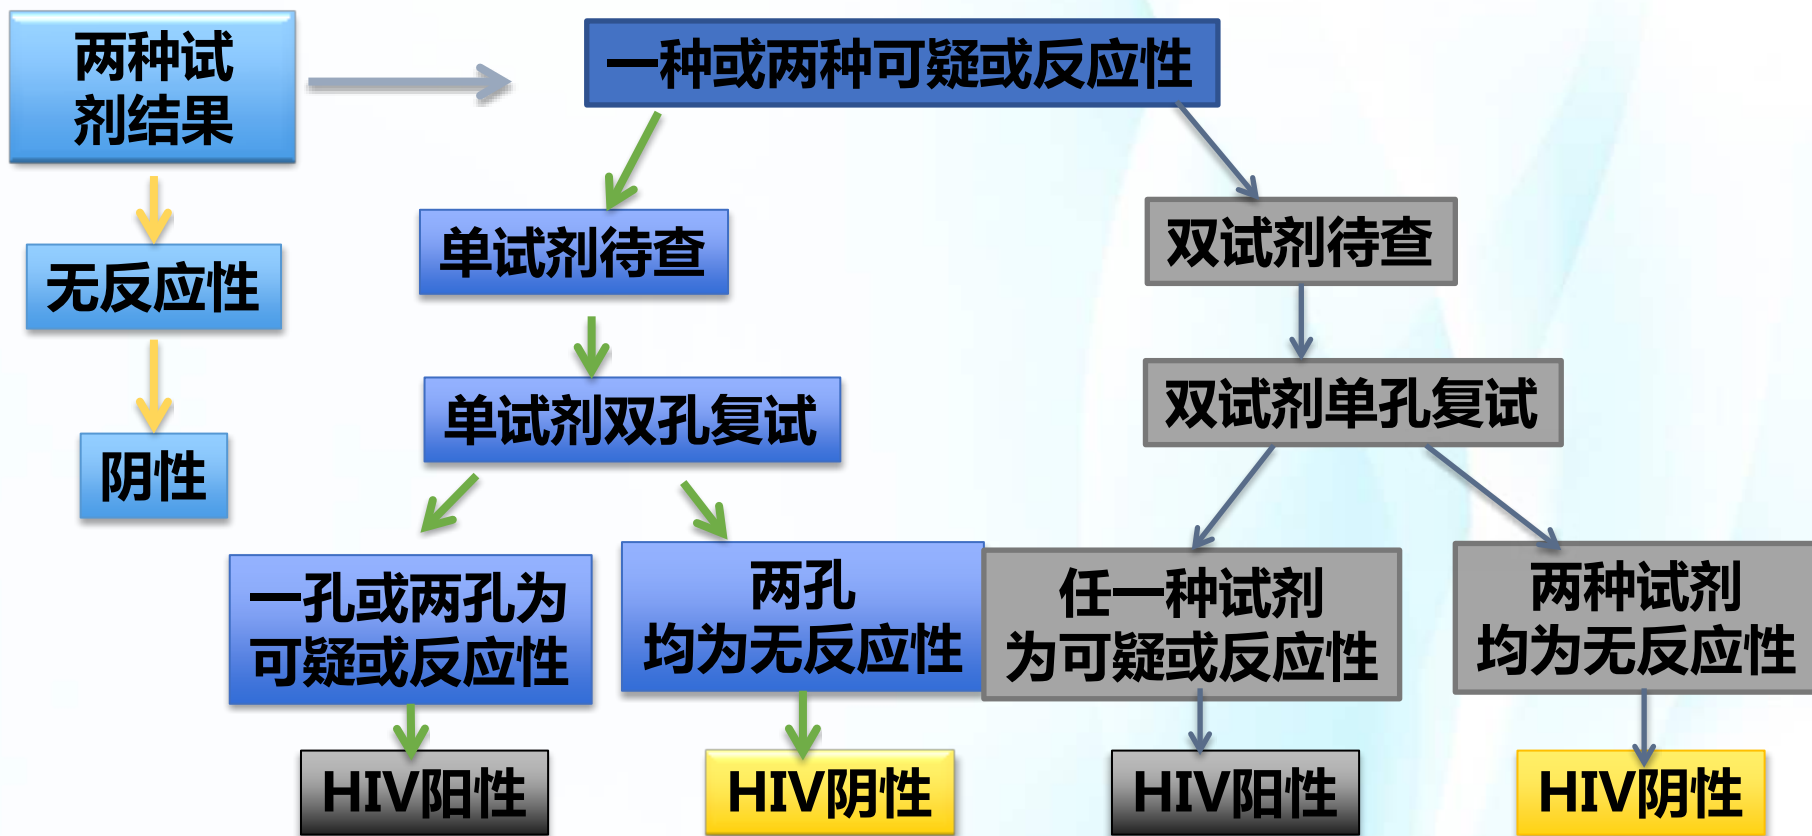 两种试
剂结果
一种或两种可疑或反应性
无反应性
阴性
单试剂待查
双试剂待查
单试剂双孔复试
双试剂单孔复试
一孔或两孔为
可疑或反应性
两孔
均为无反应性
任一种试剂
为可疑或反应性
两种试剂
均为无反应性
HIV阳性
HIV阴性
HIV阳性
HIV阴性